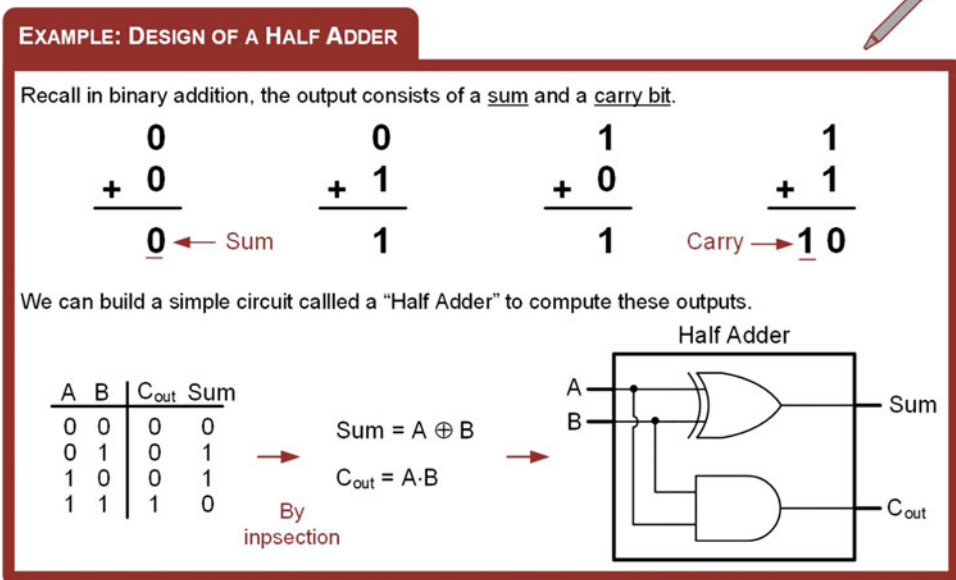 EXAMPLE: DESIGN OF A HALF ADDER
Recall in binary addition, the output consists of a sum and a carry bit.
0 0 1 1
+ 0 + 1 + 0 + 1
0 Sum 1 1 Carry 1 0
We can build a simple circuit callled a “Half Adder” to compute these outputs.
Half Adder
A B Cout Sum
0 0 0 0
0 1 0 1
1 0 0 1
1 1 1 0
Sum = A ⊕ B
Cout = A·B
By
inpsection
A
B
Sum
Cout